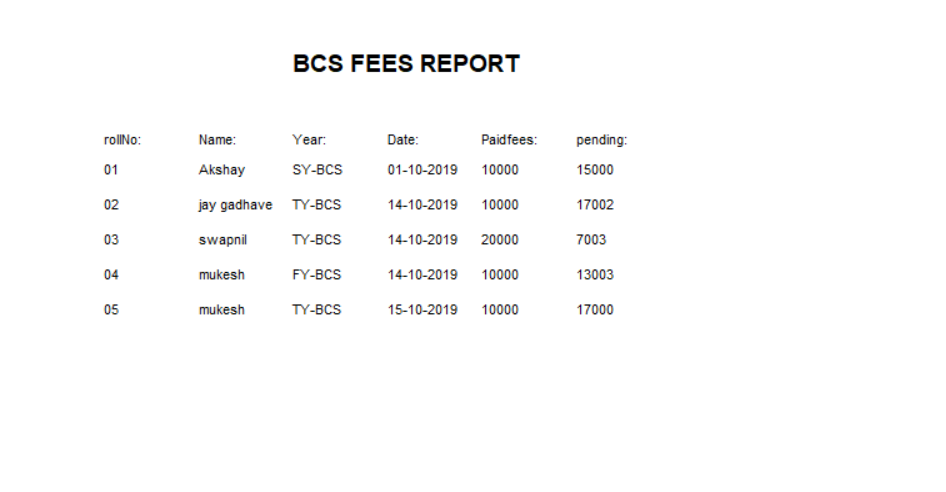 BCS FEES REPORT
rollNo: Name: Year: Date: Paidfees: pending:
01 Akshay SY-BCS 01-10-2019 10000 15000
02 jay gadhave TY-BCS 14-10-2019 10000 17002
03 swapnil TY-BCS 14-10-2019 20000 7003
04 mukesh FY-BCS 14-10-2019 10000 13003
05 mukesh TY-BCS 15-10-2019 10000 17000